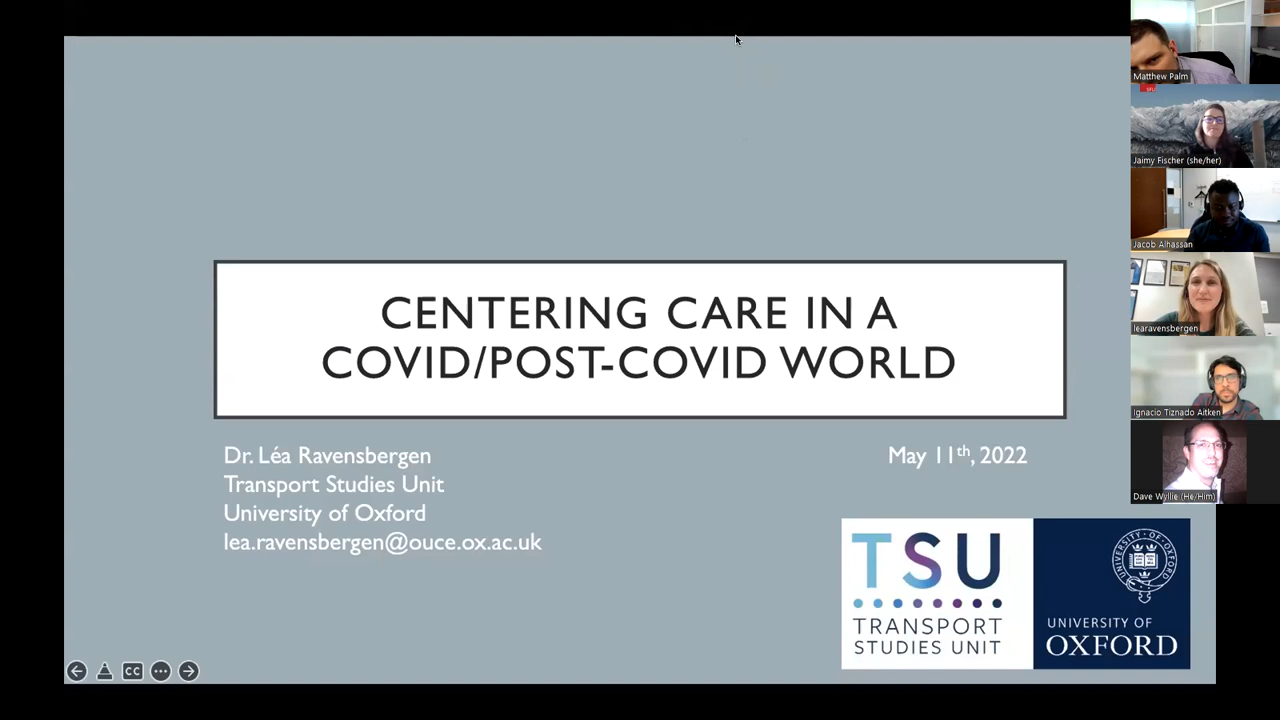 CENTERING CARE IN A
COVID/POST-COVID WORLD
Dr. Léa Ravensbergen
Transport Studies Unit
University of Oxford
lea.ravensbergen@ouce.ox.ac.uk
May 11th, 2022
TSU
TRANSPORT
STUDIES UNIT
UNIVERSITY OF
OXFORD
CC
Matthew Palm
SFU
Jaimy Fischer (she/her)
Jacob Alhassan
learavensbergen
Ignacio Tiznado Aitken
Dave Wyllie (He/Him)